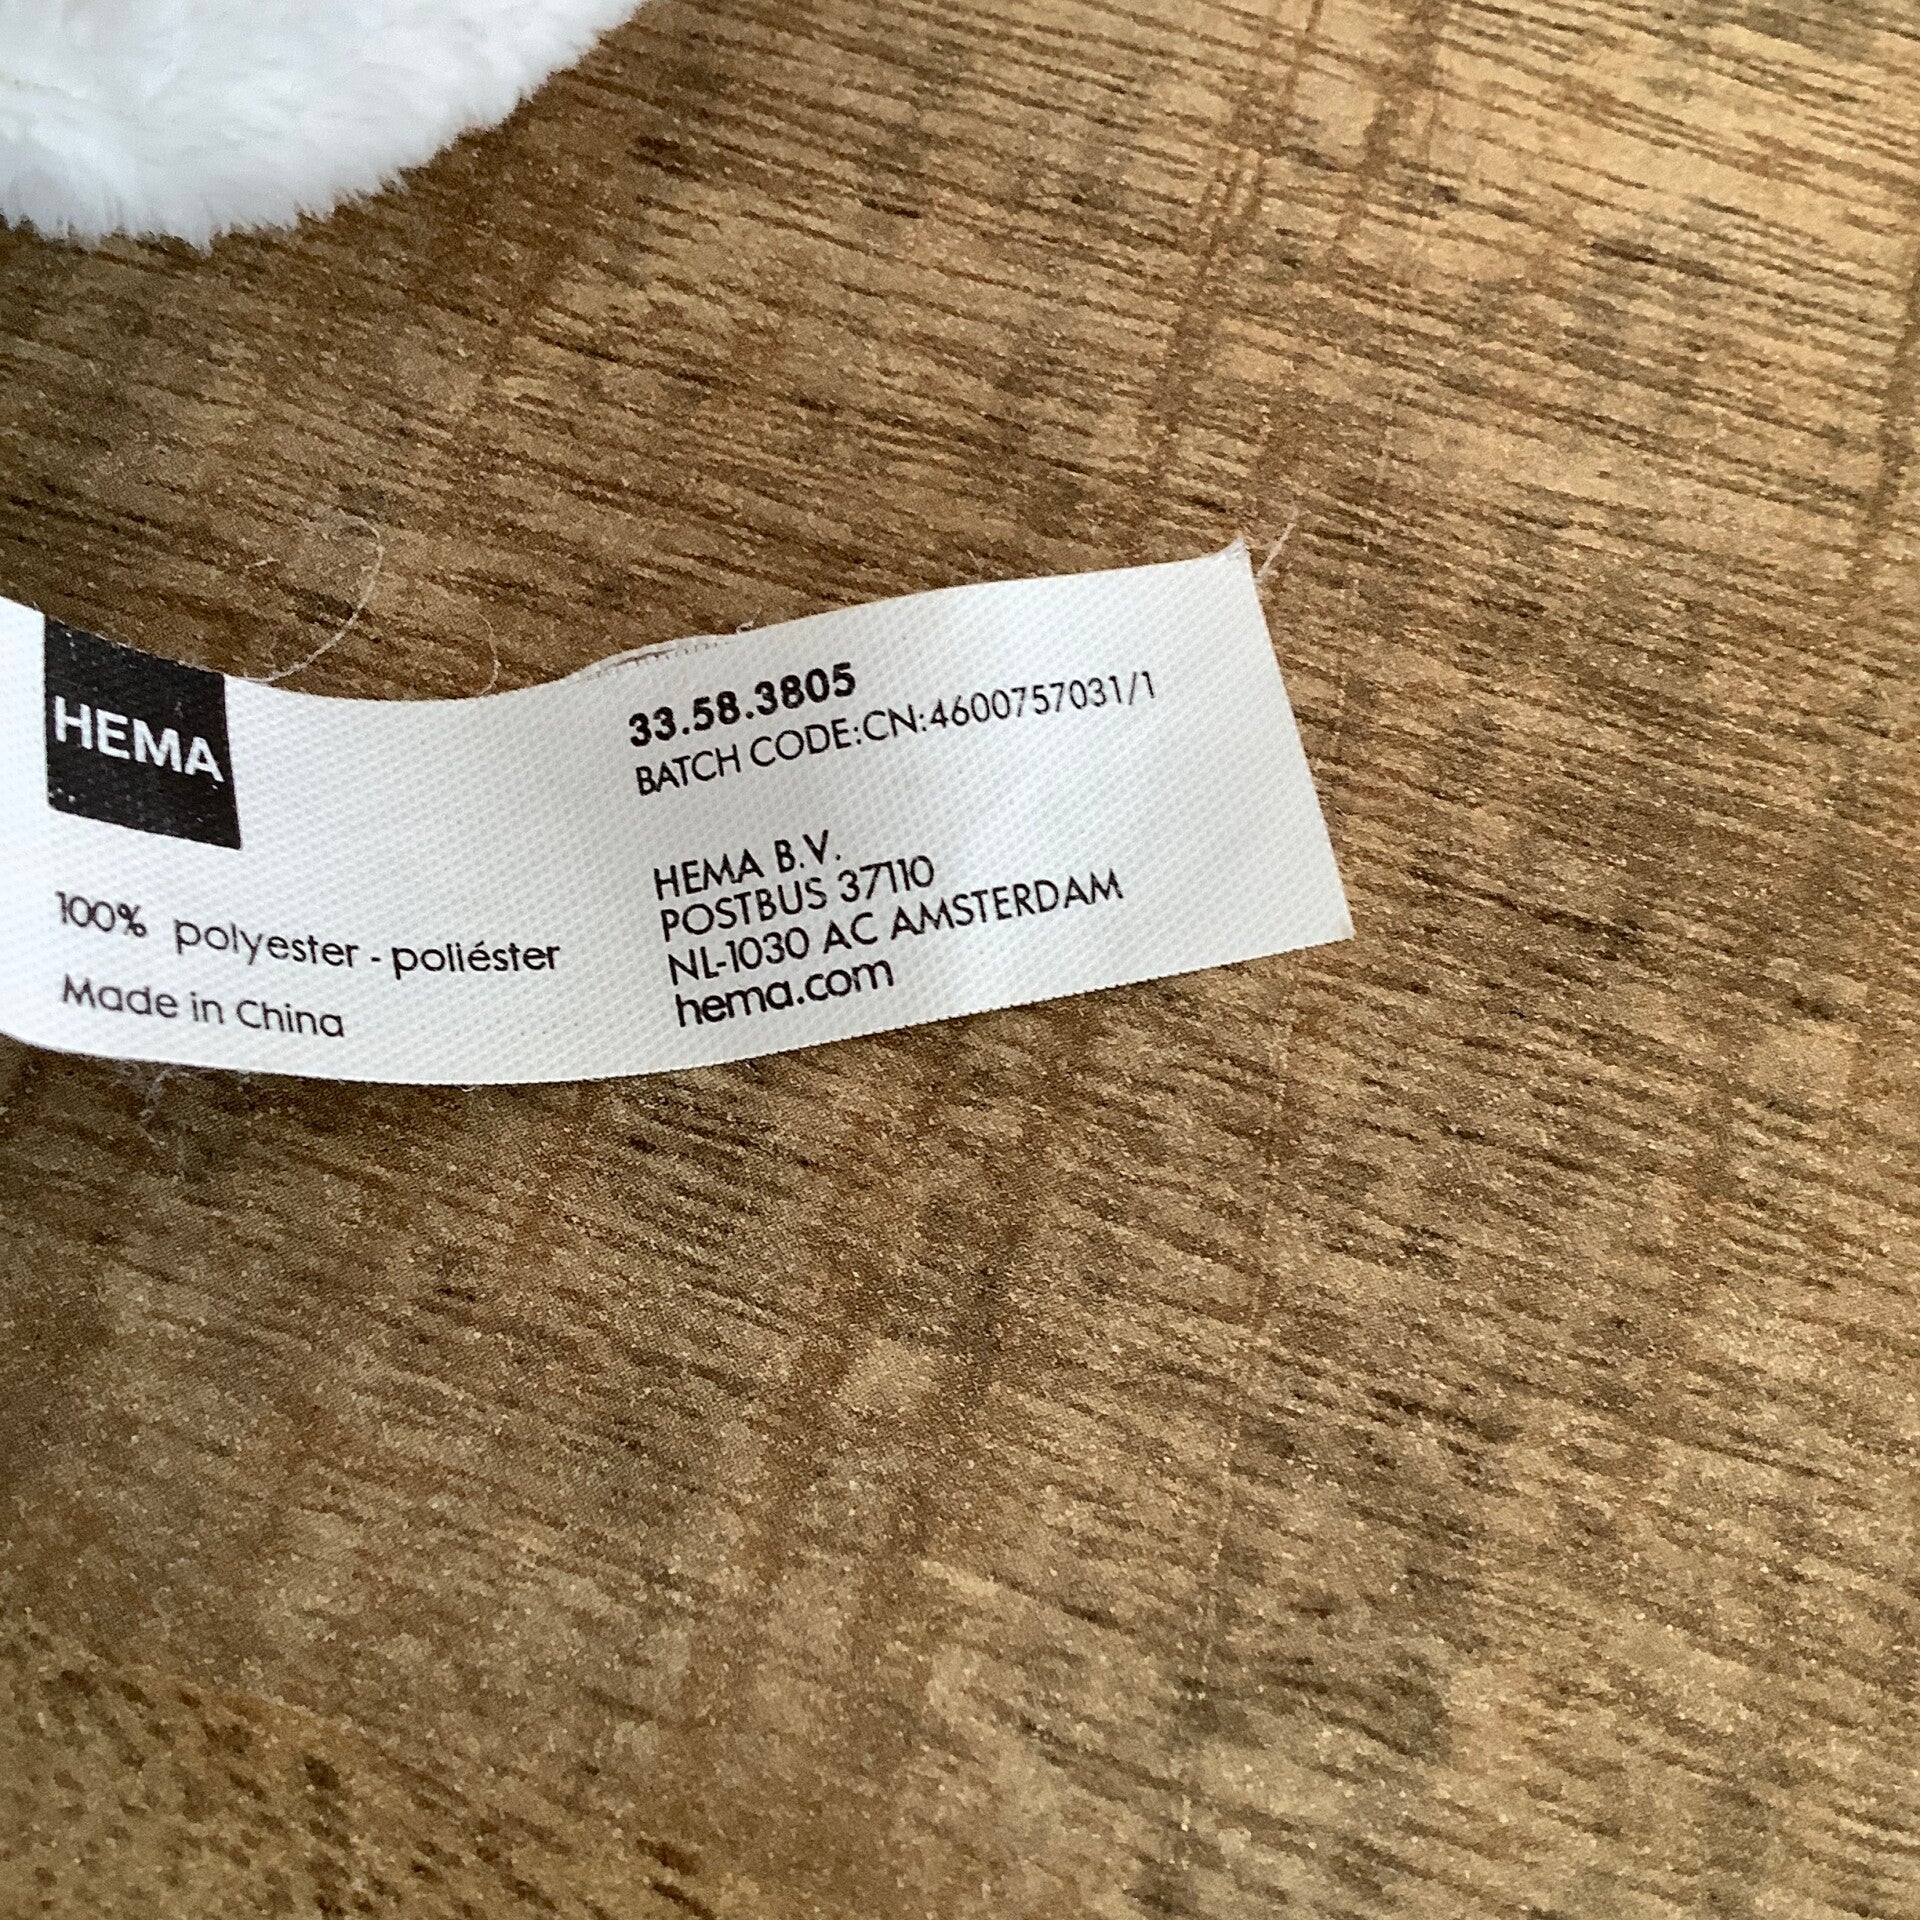 HEMA
100% polyester - poliéster
Made in China
33.58.3805
BATCH CODE:CN:4600757031/1
HEMA B.V.
POSTBUS 37110
NL-1030 AC AMSTERDAM
hema.com